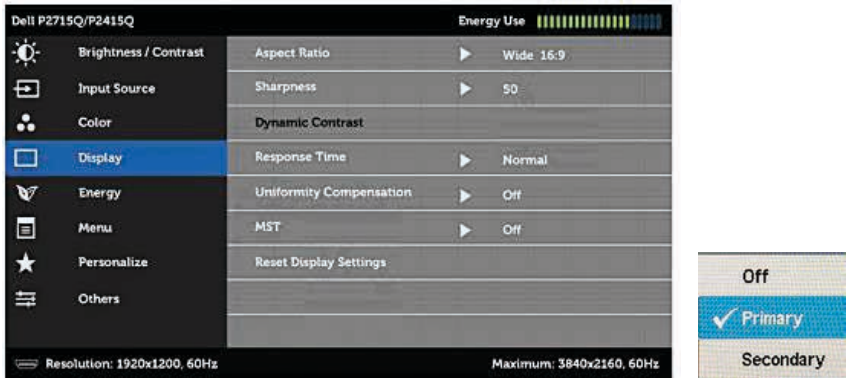 Dell P2715Q/P2415Q Energy Use
Brightness / Contrast Aspect Ratio Wide 16:9
Input Source Sharpness 50
Color Dynamic Contrast
Display Response Time Normal
Energy Uniformity Compensation Off
Menu MST Off
Personalize Reset Display Settings
Others
Resolution: 1920x1200, 60Hz Maximum: 3840x2160, 60Hz
Off
Primary
Secondary